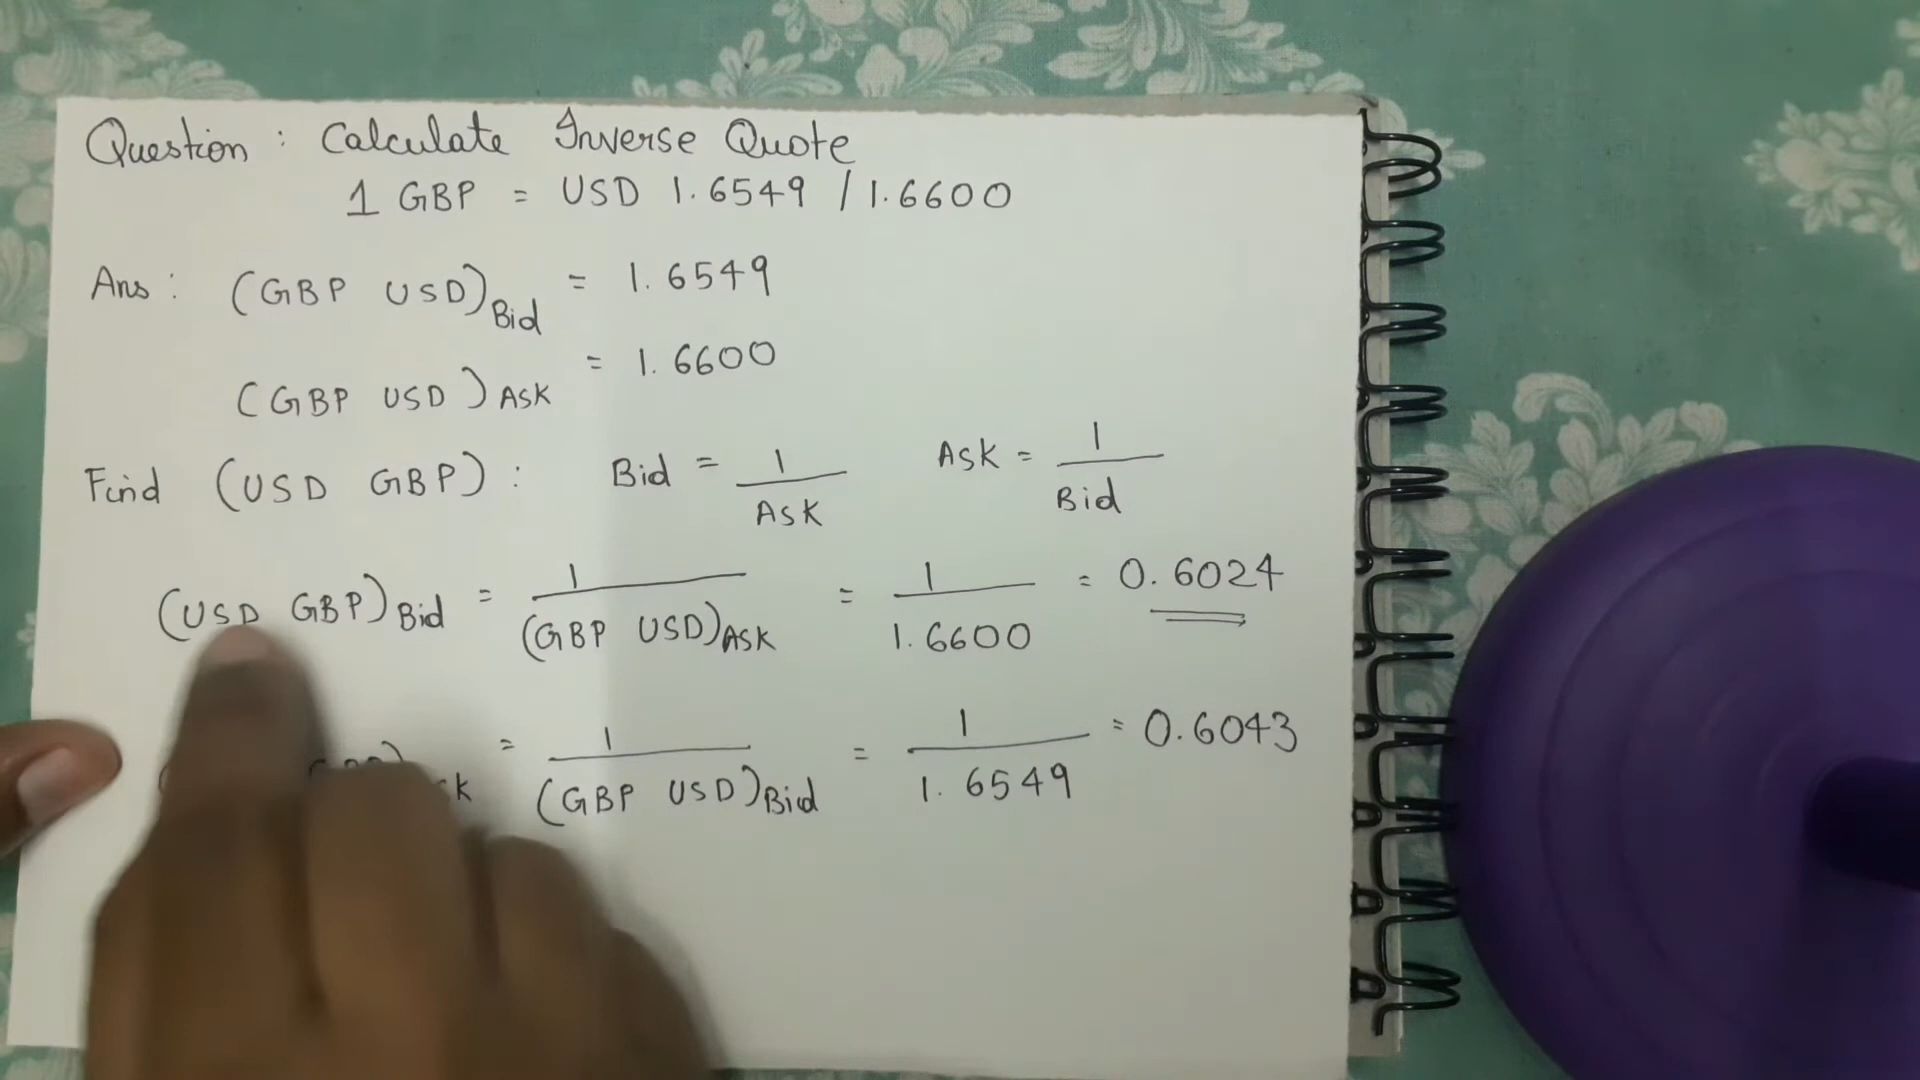 Question : Calculate Inverse Quote
1 GBP = USD 1.6549 / 1.6600
Ans : (GBP USD)Bid = 1.6549
(GBP USD)ASK = 1.6600
Find (USD GBP) : Bid = 1/ASK ASK = 1/Bid
(USD GBP)Bid = 1/(GBP USD)ASK = 1/1.6600 = 0.6024
= 1/(GBP USD)Bid = 1/1.6549 = 0.6043